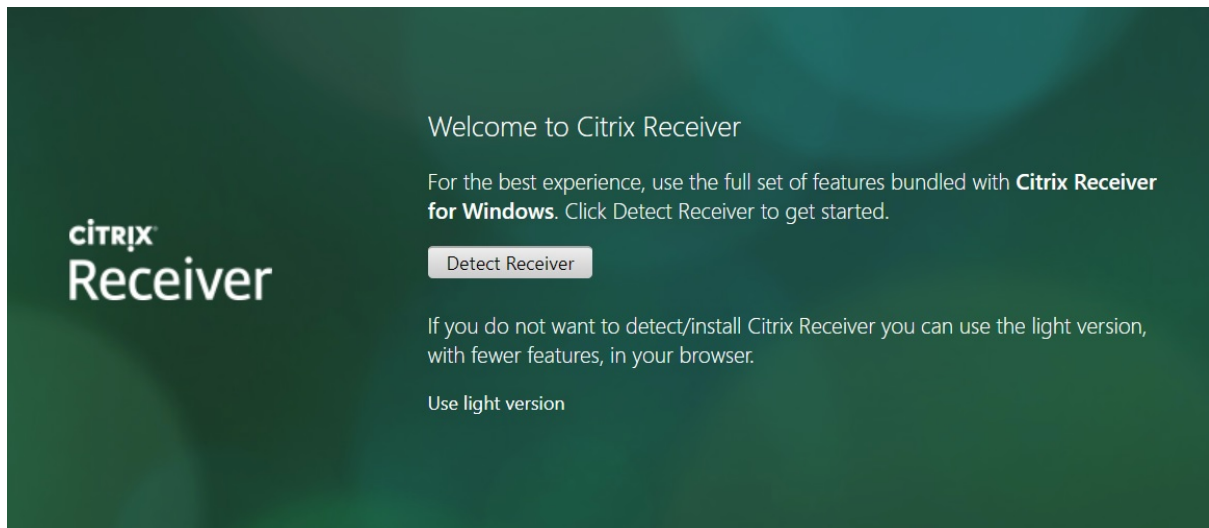 Welcome to Citrix Receiver
For the best experience, use the full set of features bundled with Citrix Receiver
for Windows. Click Detect Receiver to get started.
CİTRİX
Receiver
Detect Receiver
If you do not want to detect/install Citrix Receiver you can use the light version,
with fewer features, in your browser.
Use light version